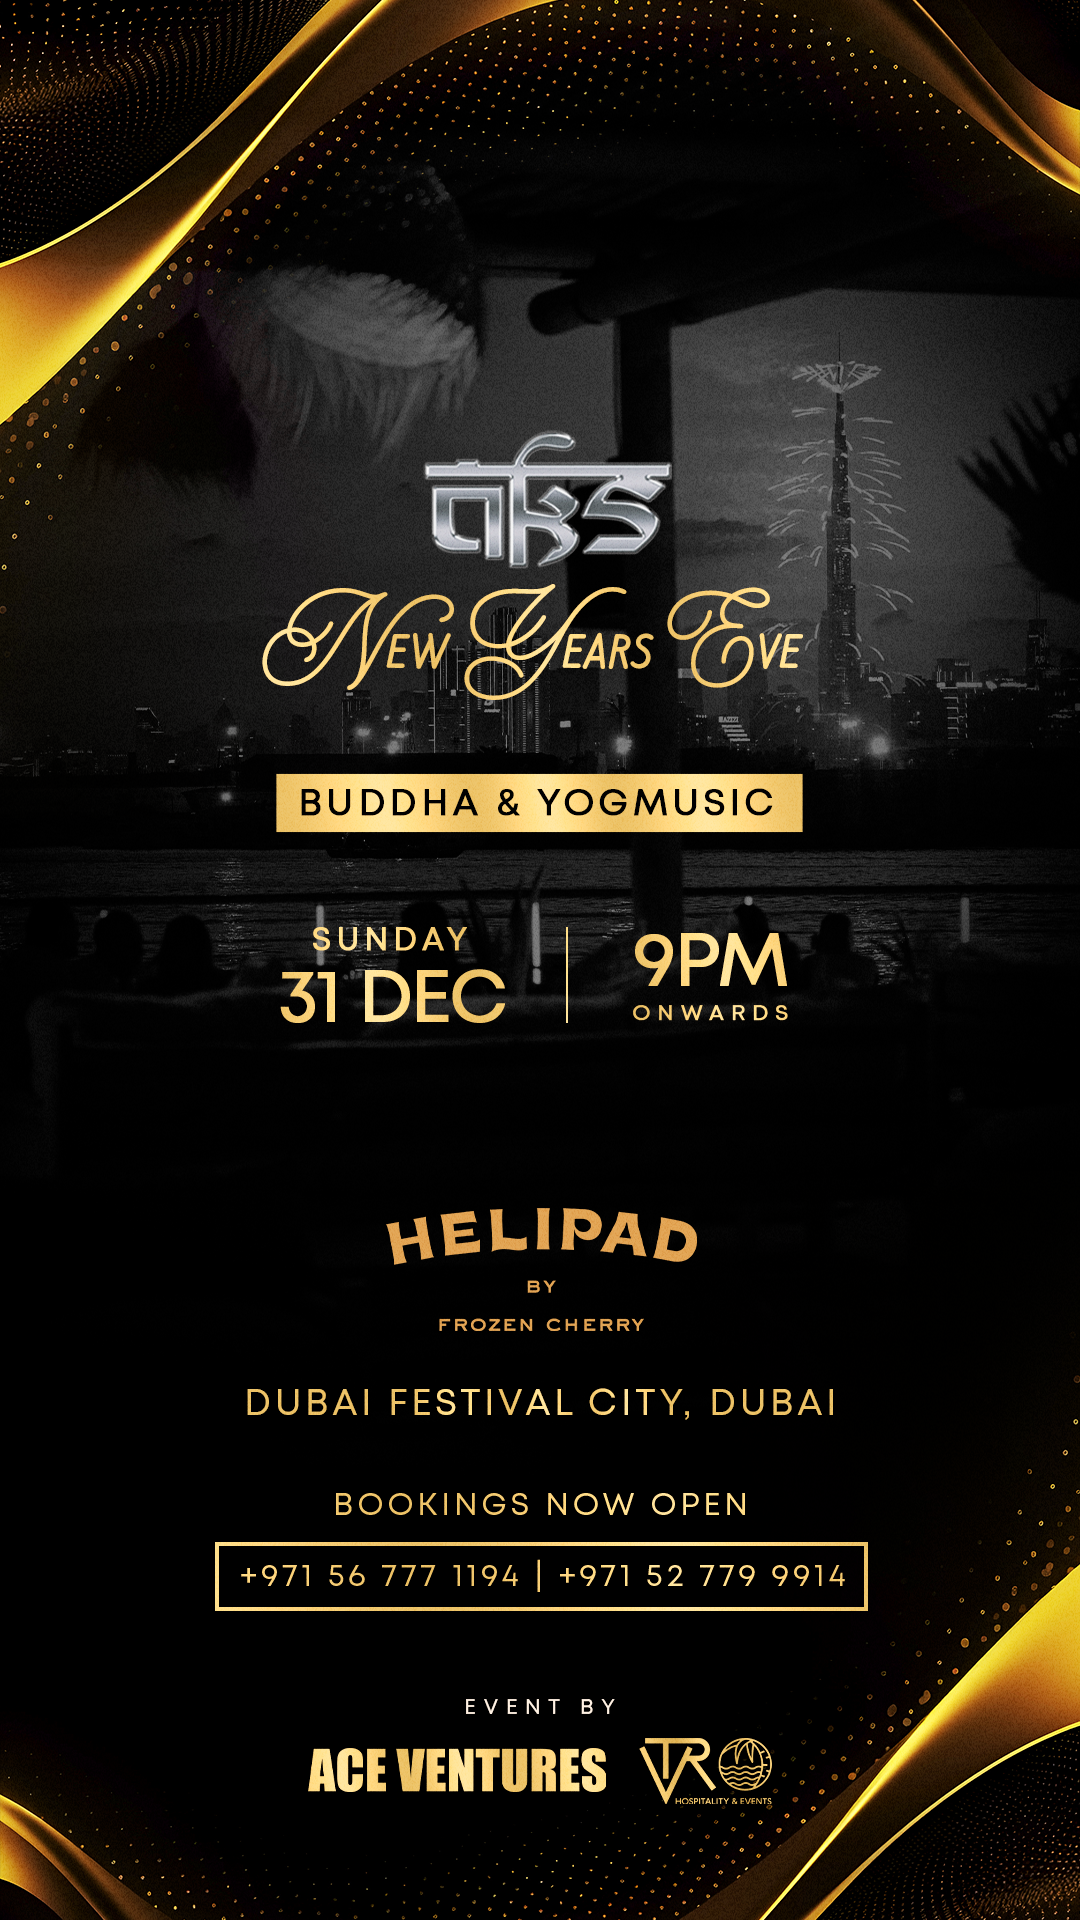 aks
New Years Eve
BUDDHA & YOGMUSIC
SUNDAY
31 DEC
9PM
ONWARDS
HELIPAD
BY
FROZEN CHERRY
DUBAI FESTIVAL CITY, DUBAI
BOOKINGS NOW OPEN
+971 56 777 1194 | +971 52 779 9914
EVENT BY
ACE VENTURES
VTR
HOSPITALITY & EVENTS